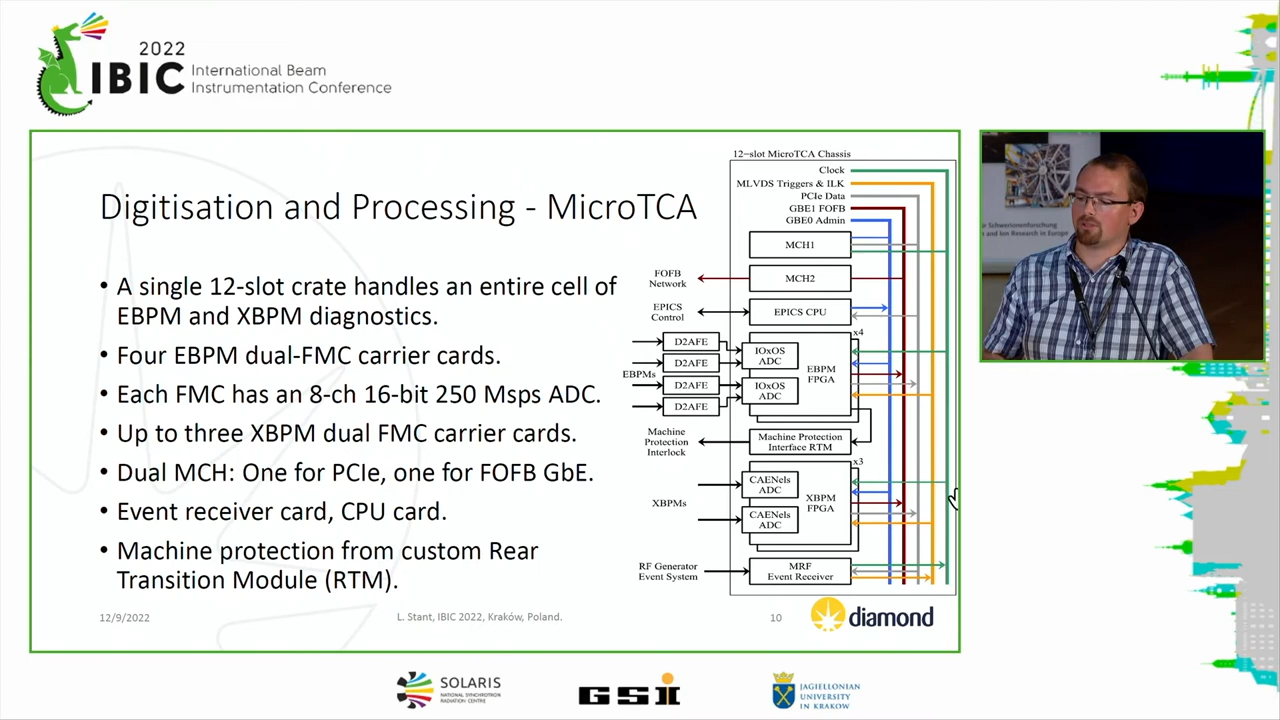 2022
IBIC
International Beam
Instrumentation Conference
Digitisation and Processing - MicroTCA
• A single 12-slot crate handles an entire cell of
EBPM and XBPM diagnostics.
• Four EBPM dual-FMC carrier cards.
• Each FMC has an 8-ch 16-bit 250 Msps ADC.
• Up to three XBPM dual FMC carrier cards.
• Dual MCH: One for PCIe, one for FOFB GbE.
• Event receiver card, CPU card.
• Machine protection from custom Rear
Transition Module (RTM).
12-slot MicroTCA Chassis
Clock
MLVDS Triggers & ILK
PCIe Data
GBE1 FOFB
GBE0 Admin
MCH1
FOFB
Network
MCH2
EPICS
Control
EPICS CPU
x4
EBPMs
D2AFE
D2AFE
D2AFE
D2AFE
IOxOS
ADC
IOxOS
ADC
EBPM
FPGA
Machine
Protection
Interlock
Machine Protection
Interface RTM
x3
XBPMs
CAENels
ADC
CAENels
ADC
XBPM
FPGA
RF Generator
Event System
MRF
Event Receiver
12/9/2022
L. Stant, IBIC 2022, Kraków, Poland.
10
diamond
für Schwerionenforschung
and Ion Research in Europe
SOLARIS
NATIONAL SYNCHROTRON
RADIATION CENTRE
GSI
JAGIELLONIAN
UNIVERSITY
IN KRAKOW